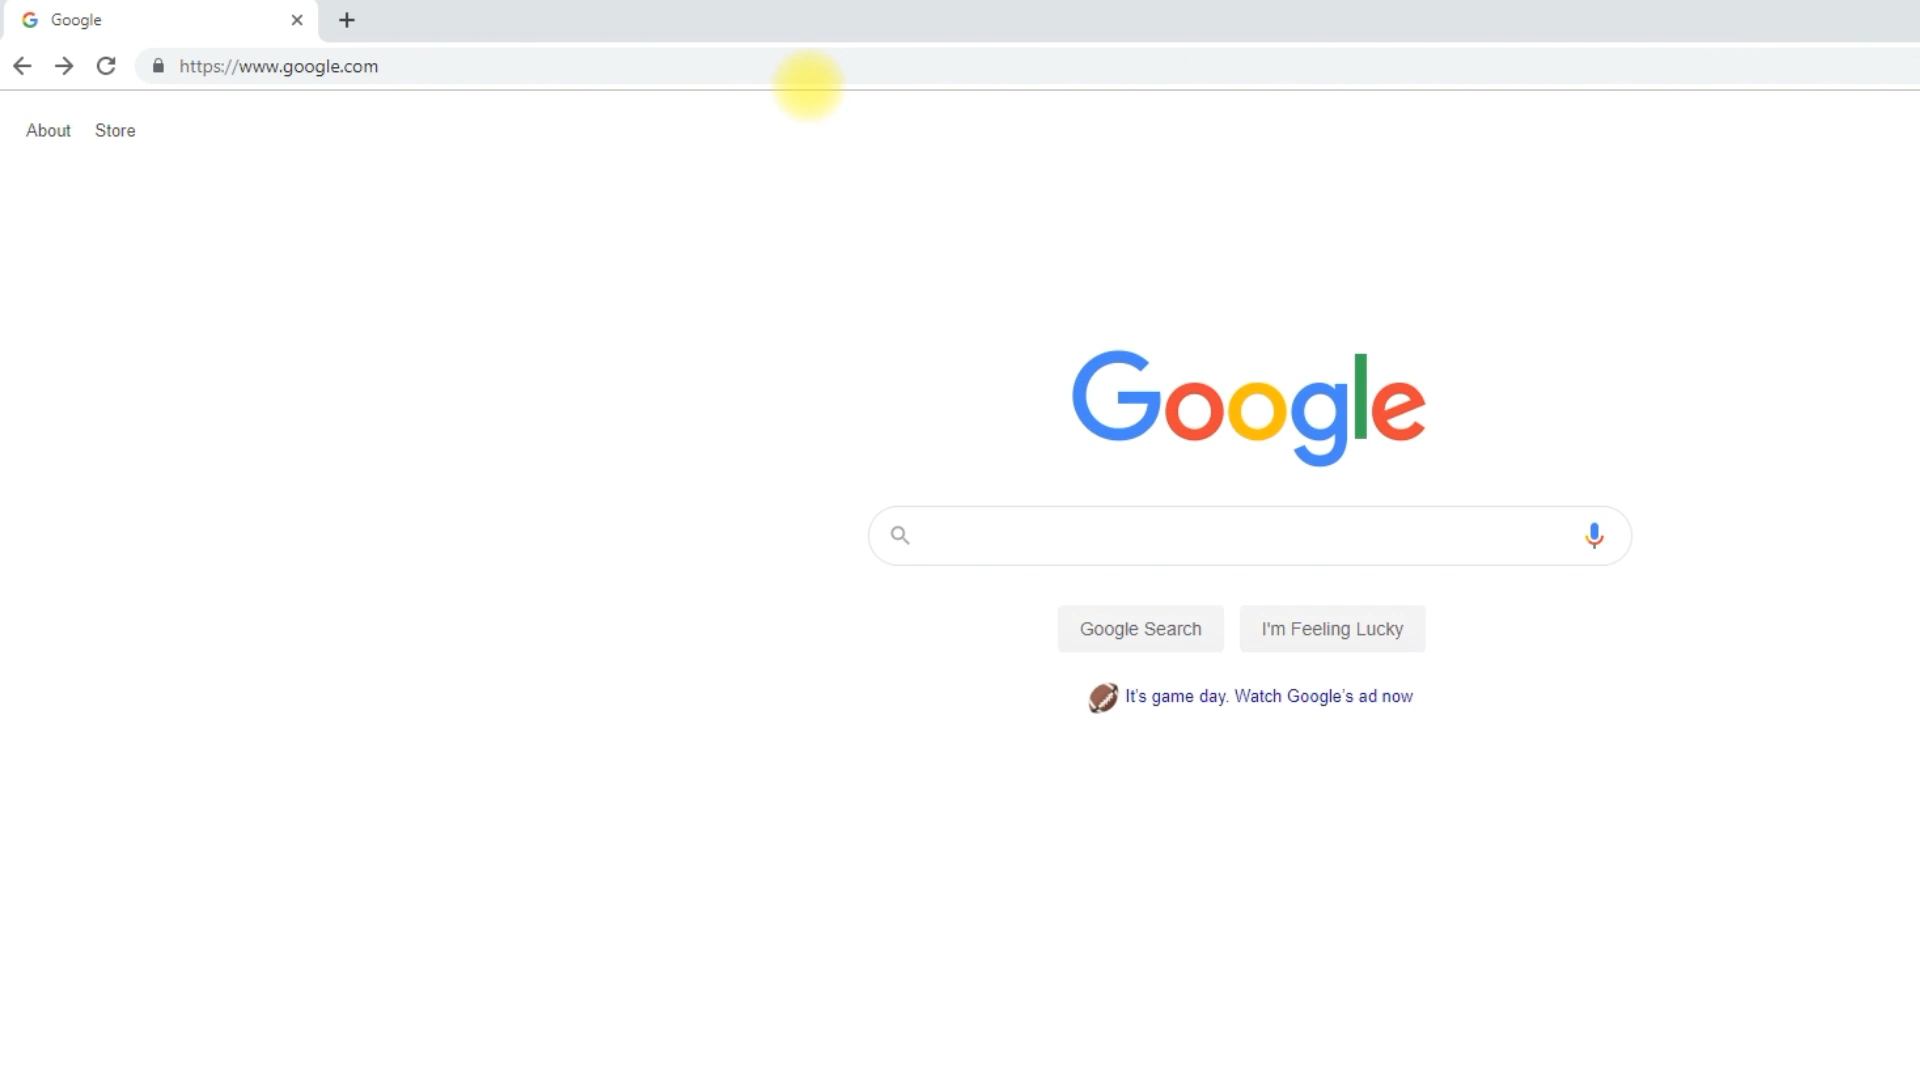 Google
https://www.google.com
About Store
Google
Google Search I'm Feeling Lucky
It's game day. Watch Google's ad now